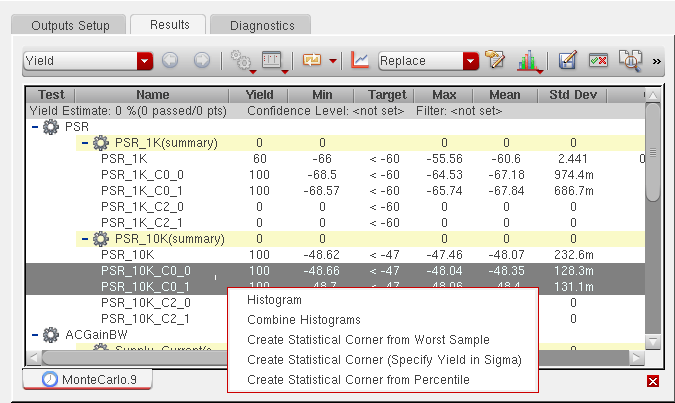 Outputs Setup Results Diagnostics
Yield Replace »
Test Name Yield Min Target Max Mean Std Dev
Yield Estimate: 0 %(0 passed/0 pts) Confidence Level: <not set> Filter: <not set>
PSR
PSR_1K(summary) 0 0 0 0 0
PSR_1K 60 -66 < -60 -55.56 -60.6 2.441 0
PSR_1K_C0_0 100 -68.5 < -60 -64.53 -67.18 974.4m
PSR_1K_C0_1 100 -68.57 < -60 -65.74 -67.84 686.7m
PSR_1K_C2_0 0 0 < -60 0 0 0
PSR_1K_C2_1 0 0 < -60 0 0 0
PSR_10K(summary) 0 0 0 0 0
PSR_10K 100 -48.62 < -47 -47.46 -48.07 232.6m
PSR_10K_C0_0 100 -48.66 < -47 -48.04 -48.35 128.3m
PSR_10K_C0_1 100 -48.7 < -47 -48.06 -48.4 131.1m
PSR_10K_C2_0 0
PSR_10K_C2_1 0
ACGainBW
Histogram
Combine Histograms
Create Statistical Corner from Worst Sample
Create Statistical Corner (Specify Yield in Sigma)
Create Statistical Corner from Percentile
MonteCarlo.9